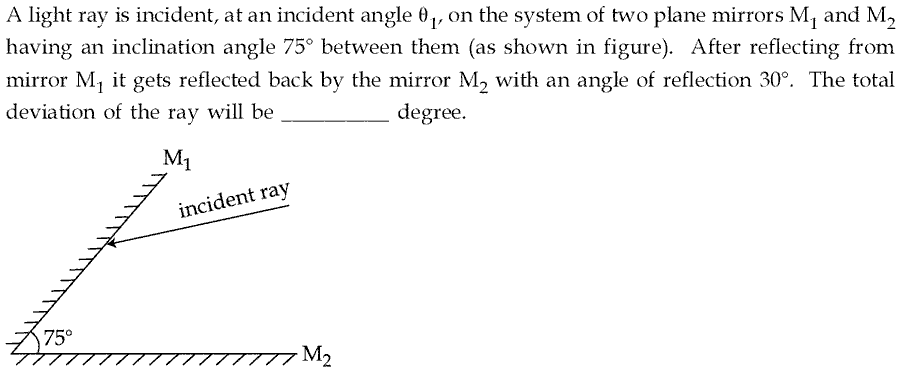 A light ray is incident, at an incident angle θ₁, on the system of two plane mirrors M₁ and M₂
having an inclination angle 75° between them (as shown in figure). After reflecting from
mirror M₁ it gets reflected back by the mirror M₂ with an angle of reflection 30°. The total
deviation of the ray will be __________ degree.
M₁
incident ray
75°
M₂